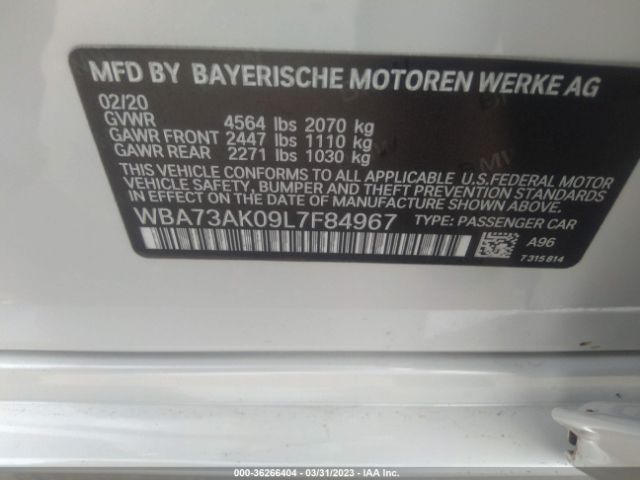 MFD BY BAYERISCHE MOTOREN WERKE AG
02/20
GVWR 4564 lbs 2070 kg
GAWR FRONT 2447 lbs 1110 kg
GAWR REAR 2271 lbs 1030 kg
THIS VEHICLE CONFORMS TO ALL APPLICABLE U.S.FEDERAL MOTOR
VEHICLE SAFETY, BUMPER AND THEFT PREVENTION STANDARDS IN
EFFECT ON THE DATE OF MANUFACTURE SHOWN ABOVE.
WBA73AK09L7F84967 TYPE: PASSENGER CAR
A96
7 315 814
000-36266404 - 03/31/2023 - IAA Inc.